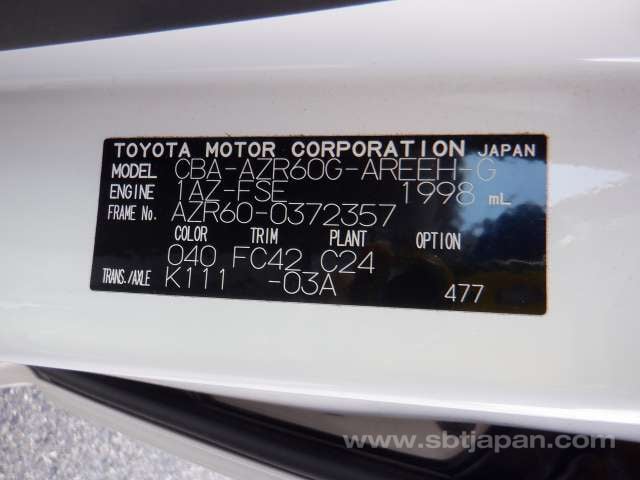 TOYOTA MOTOR CORPORATION JAPAN
MODEL CBA-AZR60G-AREEH-G
ENGINE 1AZ-FSE 1998 mL
FRAME No. AZR60-0372357
COLOR TRIM PLANT OPTION
040 FC42 C24
TRANS./AXLE K111 -03A 477
www.sbtjapan.com